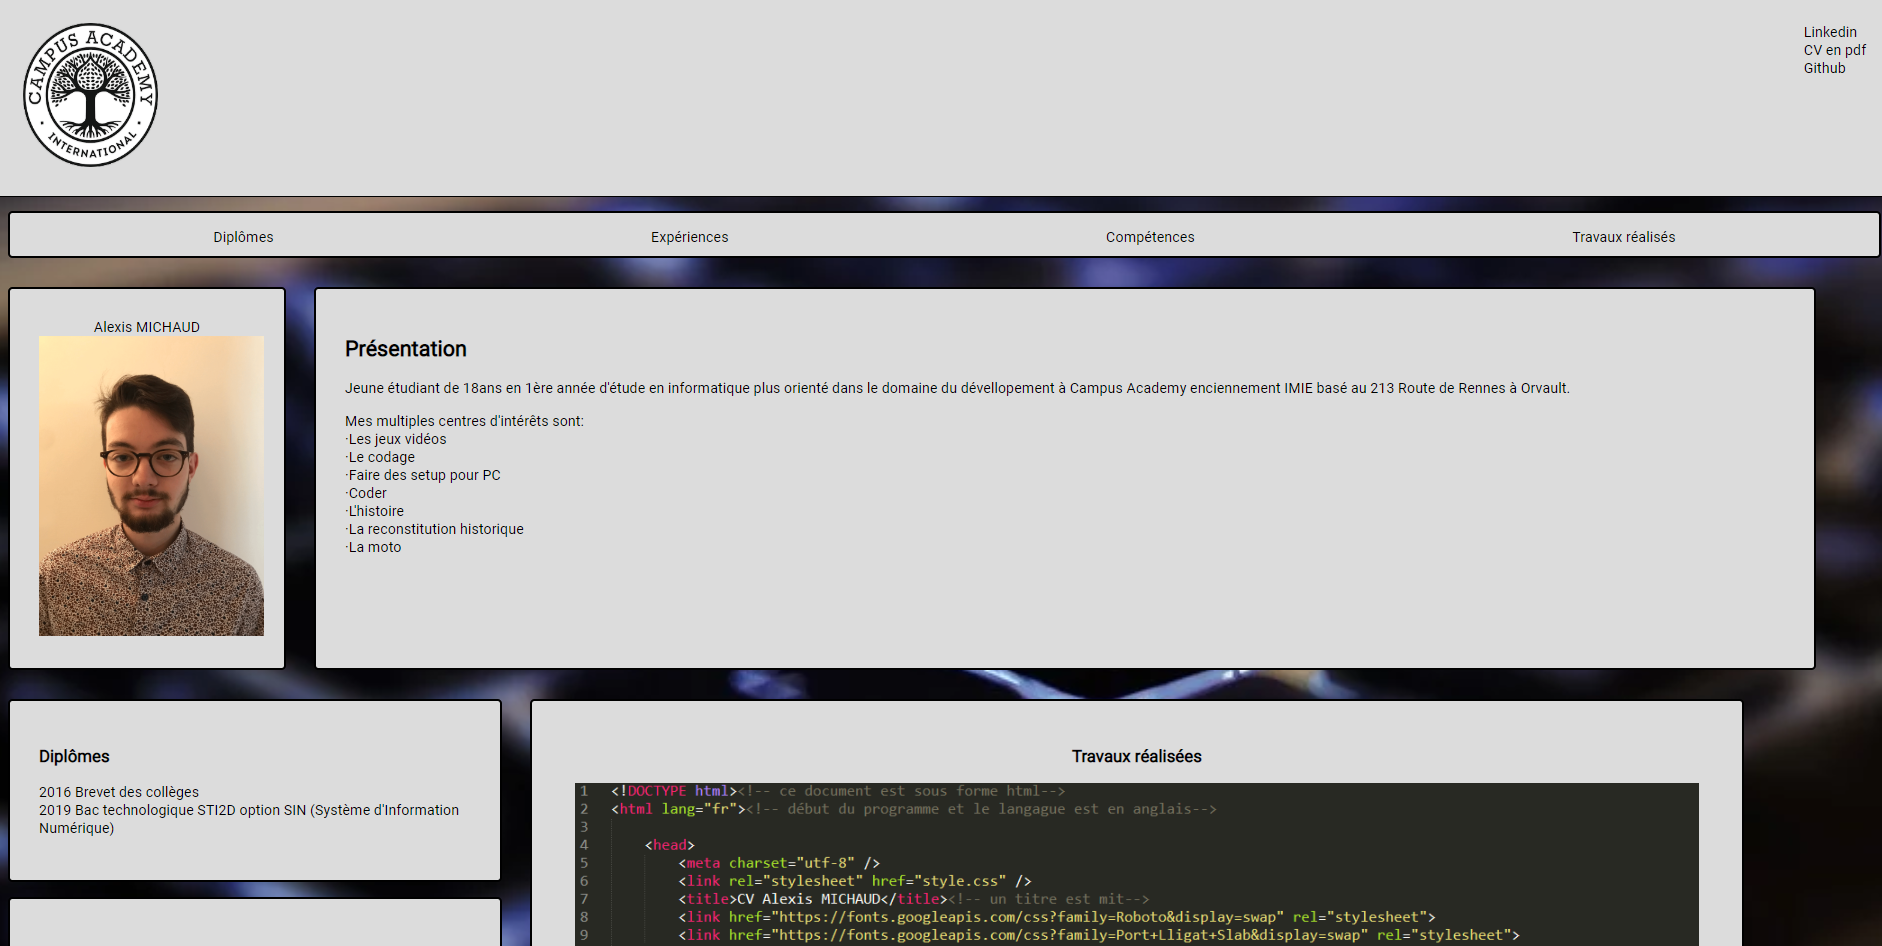 CAMPUS ACADEMY
INTERNATIONAL
Linkedin
CV en pdf
Github
Diplômes
Expériences
Compétences
Travaux réalisés
Alexis MICHAUD
Présentation
Jeune étudiant de 18ans en 1ère année d'étude en informatique plus orienté dans le domaine du dévellopement à Campus Academy enciennement IMIE basé au 213 Route de Rennes à Orvault.
Mes multiples centres d'intérêts sont:
·Les jeux vidéos
·Le codage
·Faire des setup pour PC
·Coder
·L'histoire
·La reconstitution historique
·La moto
Diplômes
2016 Brevet des collèges
2019 Bac technologique STI2D option SIN (Système d'Information
Numérique)
Travaux réalisées
1 <!DOCTYPE html><!-- ce document est sous forme html-->
2 <html lang="fr"><!-- début du programme et le langague est en anglais-->
3
4 <head>
5 <meta charset="utf-8" />
6 <link rel="stylesheet" href="style.css" />
7 <title>CV Alexis MICHAUD</title><!-- un titre est mit-->
8 <link href="https://fonts.googleapis.com/css?family=Roboto&display=swap" rel="stylesheet">
9 <link href="https://fonts.googleapis.com/css?family=Port+Lligat+Slab&display=swap" rel="stylesheet">